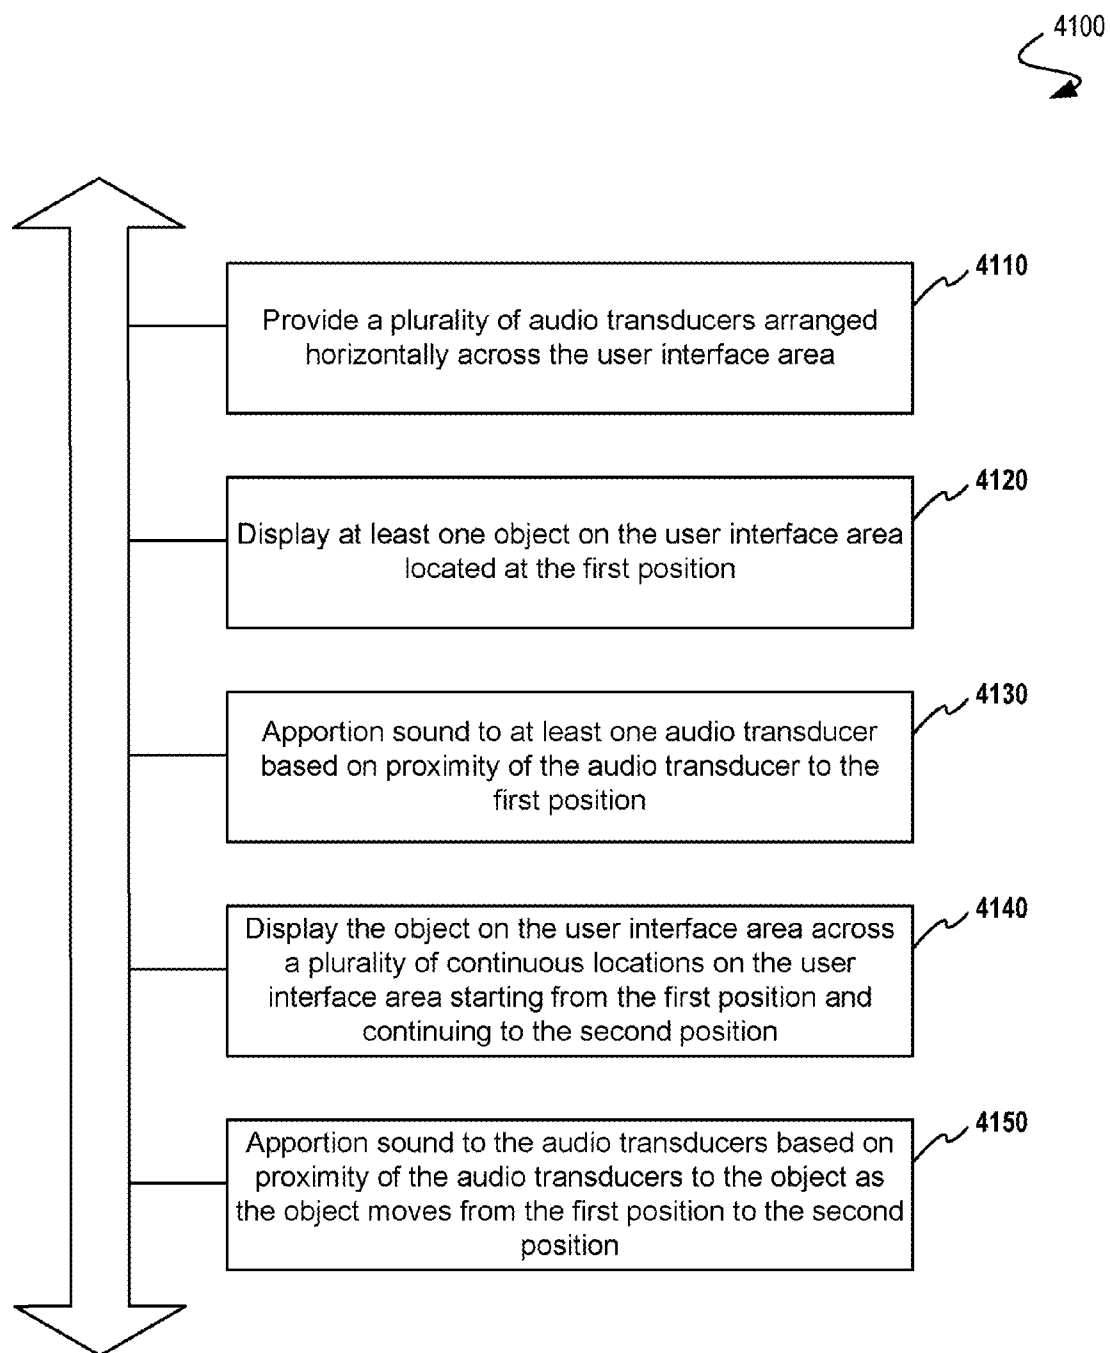 4100
4110
Provide a plurality of audio transducers arranged
horizontally across the user interface area
4120
Display at least one object on the user interface area
located at the first position
4130
Apportion sound to at least one audio transducer
based on proximity of the audio transducer to the
first position
4140
Display the object on the user interface area across
a plurality of continuous locations on the user
interface area starting from the first position and
continuing to the second position
4150
Apportion sound to the audio transducers based on
proximity of the audio transducers to the object as
the object moves from the first position to the second
position